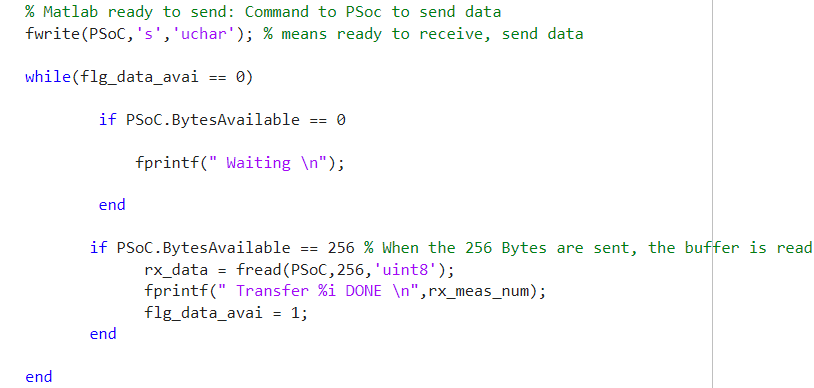 % Matlab ready to send: Command to PSoc to send data
fwrite(PSoC,'s','uchar'); % means ready to receive, send data
while(flg_data_avai == 0)
if PSoC.BytesAvailable == 0
fprintf(" Waiting \n");
end
if PSoC.BytesAvailable == 256 % When the 256 Bytes are sent, the buffer is read
rx_data = fread(PSoC,256,'uint8');
fprintf(" Transfer %i DONE \n",rx_meas_num);
flg_data_avai = 1;
end
end